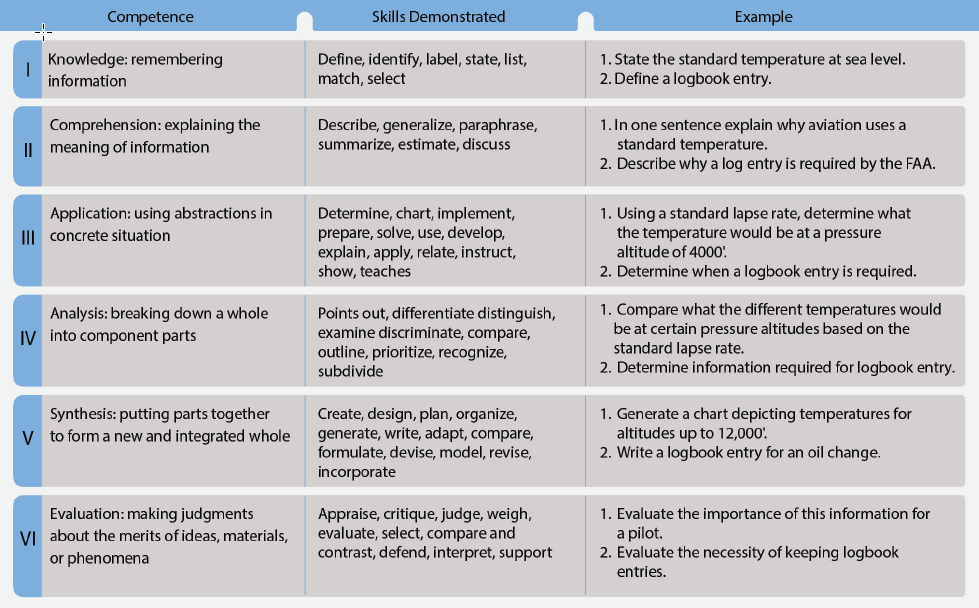 Competence
Skills Demonstrated
Example
I
Knowledge: remembering
information
Define, identify, label, state, list,
match, select
1. State the standard temperature at sea level.
2. Define a logbook entry.
II
Comprehension: explaining the
meaning of information
Describe, generalize, paraphrase,
summarize, estimate, discuss
1. In one sentence explain why aviation uses a
standard temperature.
2. Describe why a log entry is required by the FAA.
III
Application: using abstractions in
concrete situation
Determine, chart, implement,
prepare, solve, use, develop,
explain, apply, relate, instruct,
show, teaches
1. Using a standard lapse rate, determine what
the temperature would be at a pressure
altitude of 4000'.
2. Determine when a logbook entry is required.
IV
Analysis: breaking down a whole
into component parts
Points out, differentiate distinguish,
examine discriminate, compare,
outline, prioritize, recognize,
subdivide
1. Compare what the different temperatures would
be at certain pressure altitudes based on the
standard lapse rate.
2. Determine information required for logbook entry.
V
Synthesis: putting parts together
to form a new and integrated whole
Create, design, plan, organize,
generate, write, adapt, compare,
formulate, devise, model, revise,
incorporate
1. Generate a chart depicting temperatures for
altitudes up to 12,000'.
2. Write a logbook entry for an oil change.
VI
Evaluation: making judgments
about the merits of ideas, materials,
or phenomena
Appraise, critique, judge, weigh,
evaluate, select, compare and
contrast, defend, interpret, support
1. Evaluate the importance of this information for
a pilot.
2. Evaluate the necessity of keeping logbook
entries.